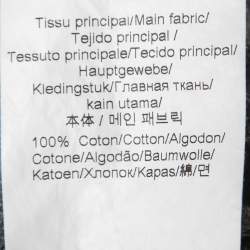 Tissu principal/Main fabric/
Tejido principal /
Tessuto principale/Tecido principal/
Hauptgewebe/
Kledingstuk/Главная ткань/
kain utama/
本体 / 메인 패브릭
100% Coton/Cotton/Algodon/
Cotone/Algodão/Baumwolle/
Katoen/Хлопок/Kapas/綿/면